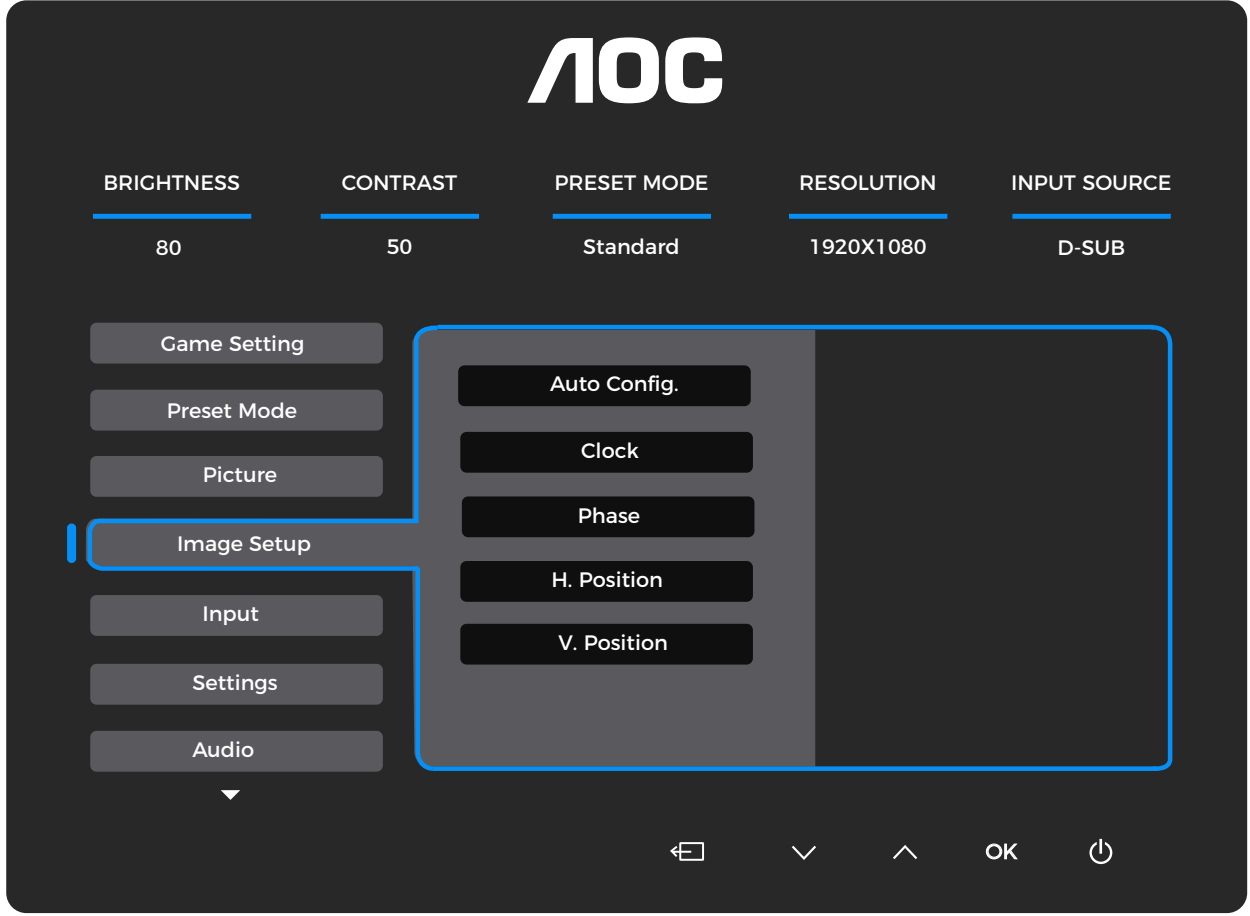 AOC
BRIGHTNESS CONTRAST PRESET MODE RESOLUTION INPUT SOURCE
80 50 Standard 1920X1080 D-SUB
Game Setting
Preset Mode
Picture
Image Setup
Input
Settings
Audio
Auto Config.
Clock
Phase
H. Position
V. Position
OK